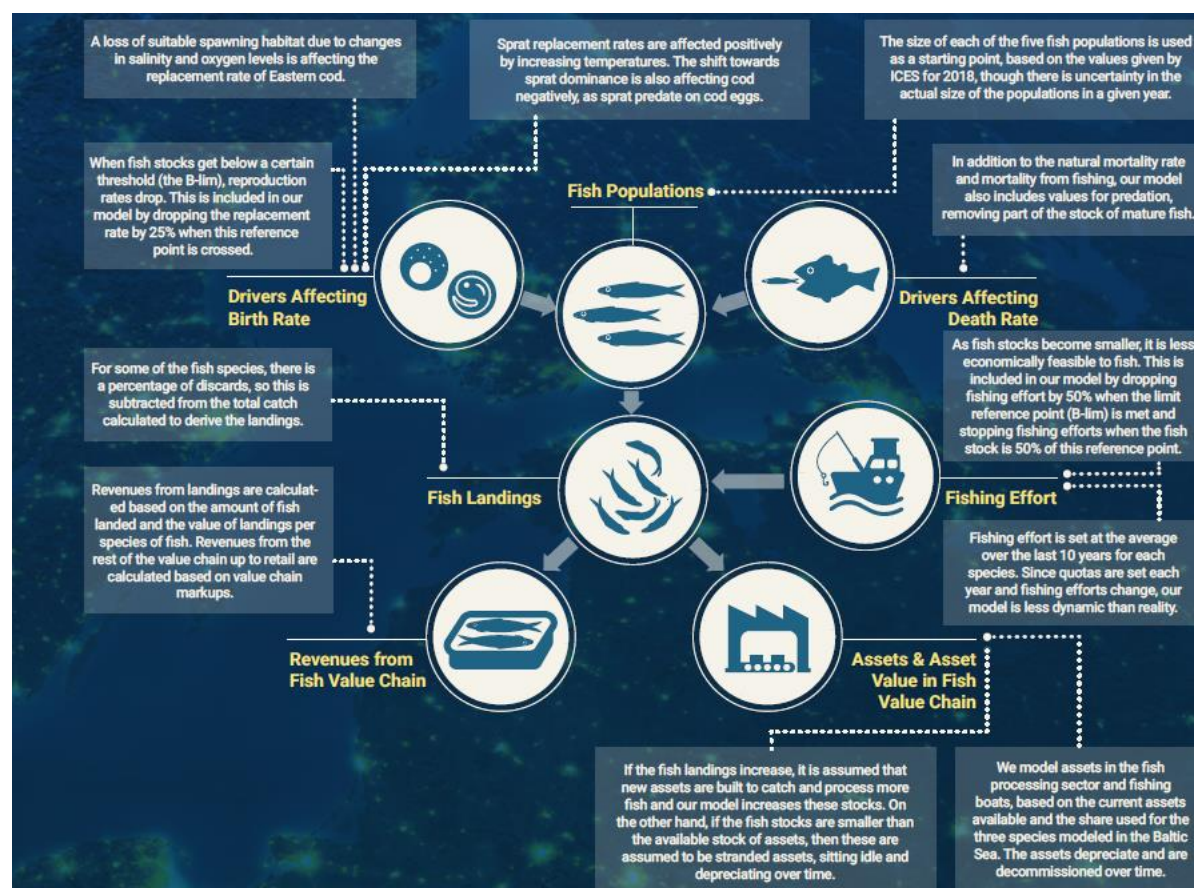 A loss of suitable spawning habitat due to changes
in salinity and oxygen levels is affecting the
replacement rate of Eastern cod.
Sprat replacement rates are affected positively
by increasing temperatures. The shift towards
sprat dominance is also affecting cod
negatively, as sprat predate on cod eggs.
The size of each of the five fish populations is used
as a starting point, based on the values given by
ICES for 2018, though there is uncertainty in the
actual size of the populations in a given year.
When fish stocks get below a certain
threshold (the B-lim), reproduction
rates drop. This is included in our
model by dropping the replacement
rate by 25% when this reference
point is crossed.
In addition to the natural mortality rate
and mortality from fishing, our model
also includes values for predation,
removing part of the stock of mature fish.
Fish Populations
Drivers Affecting
Birth Rate
Drivers Affecting
Death Rate
For some of the fish species, there is
a percentage of discards, so this is
subtracted from the total catch
calculated to derive the landings.
As fish stocks become smaller, it is less
economically feasible to fish. This is
included in our model by dropping
fishing effort by 50% when the limit
reference point (B-lim) is met and
stopping fishing efforts when the fish
stock is 50% of this reference point.
Fish Landings
Fishing Effort
Revenues from landings are calculat-
ed based on the amount of fish
landed and the value of landings per
species of fish. Revenues from the
rest of the value chain up to retail are
calculated based on value chain
markups.
Fishing effort is set at the average
over the last 10 years for each
species. Since quotas are set each
year and fishing efforts change, our
model is less dynamic than reality.
Revenues from
Fish Value Chain
Assets & Asset
Value in Fish
Value Chain
If the fish landings increase, it is assumed that
new assets are built to catch and process more
fish and our model increases these stocks. On
the other hand, if the fish stocks are smaller than
the available stock of assets, then these are
assumed to be stranded assets, sitting idle and
depreciating over time.
We model assets in the fish
processing sector and fishing
boats, based on the current assets
available and the share used for the
three species modeled in the Baltic
Sea. The assets depreciate and are
decommissioned over time.